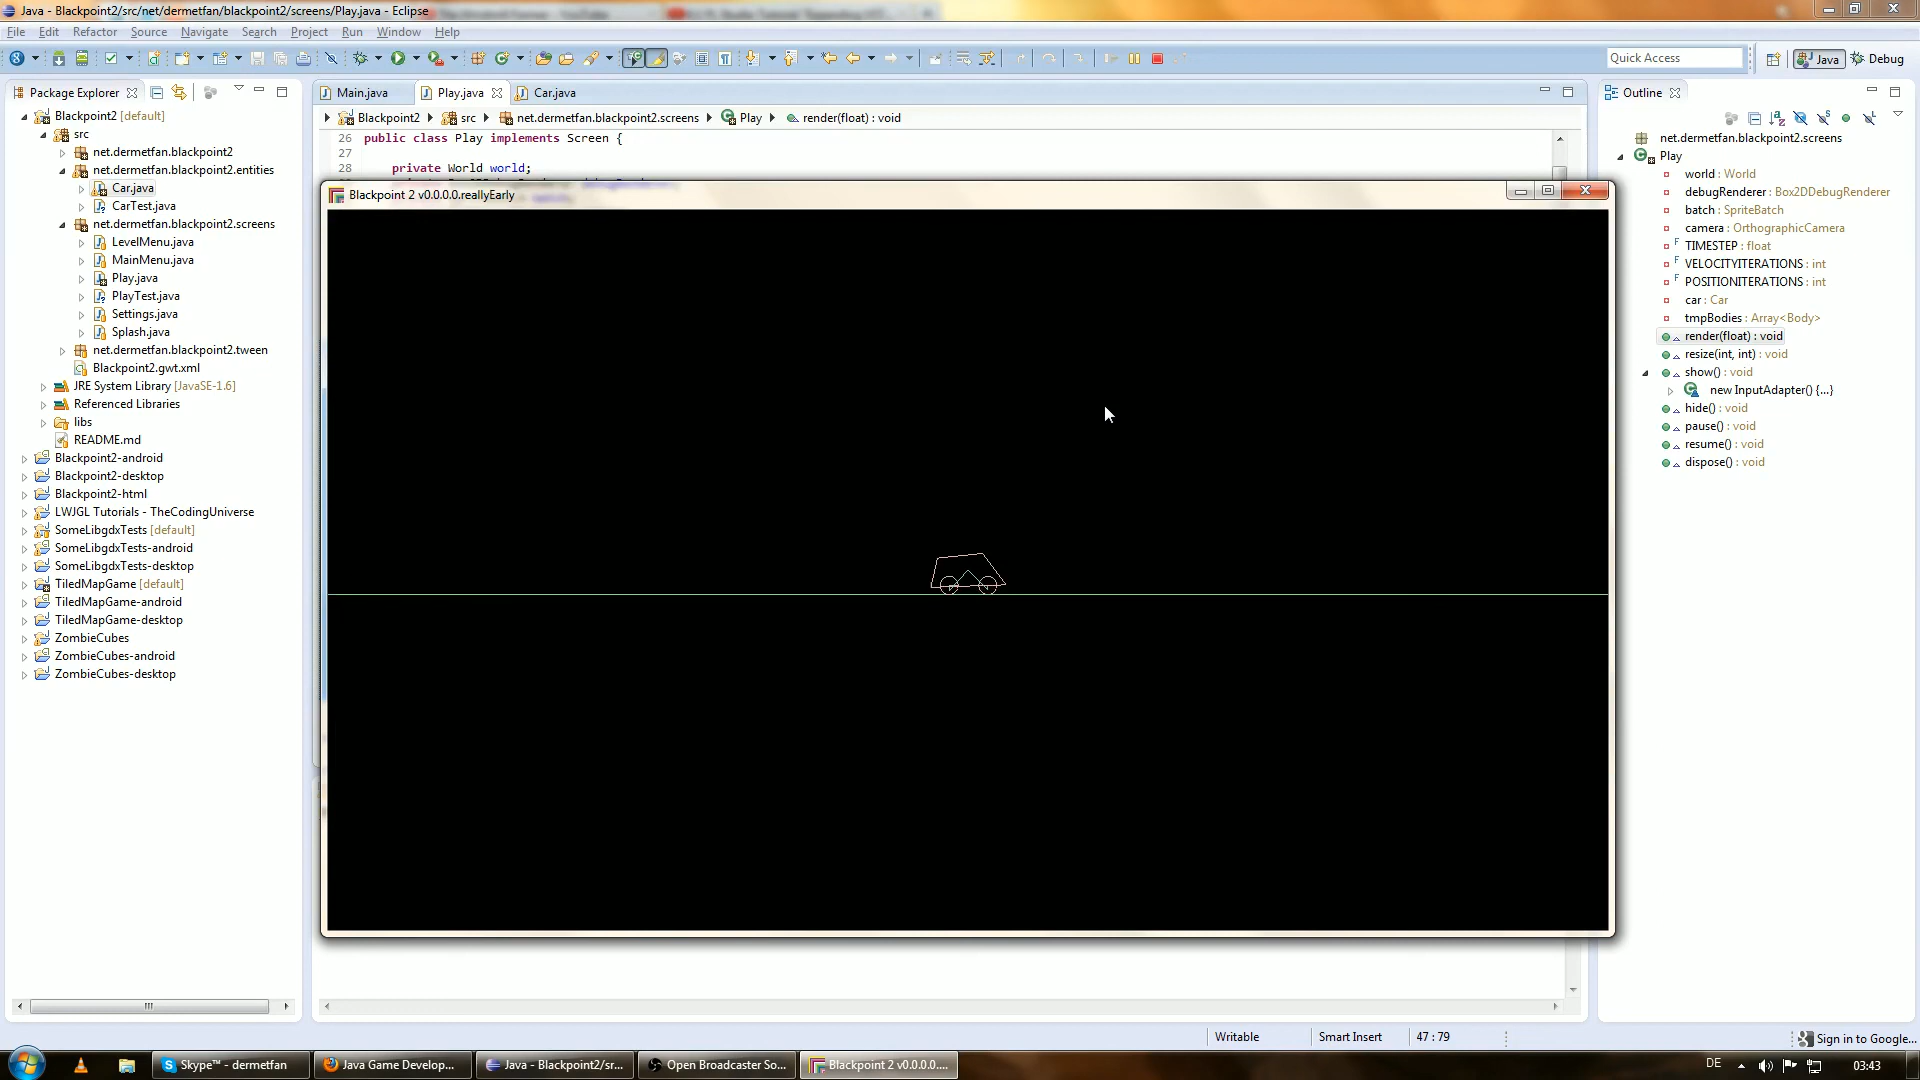 Java - Blackpoint2/src/net/dermetfan/blackpoint2/screens/Play.java - Eclipse
File Edit Refactor Source Navigate Search Project Run Window Help
Quick Access
Java
Debug
Package Explorer
Main.java
Play.java
Car.java
Outline
Blackpoint2 src net.dermetfan.blackpoint2.screens Play render(float) : void
26 public class Play implements Screen {
27
28 private World world;
Blackpoint2 [default]
src
net.dermetfan.blackpoint2
net.dermetfan.blackpoint2.entities
Car.java
CarTest.java
net.dermetfan.blackpoint2.screens
LevelMenu.java
MainMenu.java
Play.java
PlayTest.java
Settings.java
Splash.java
net.dermetfan.blackpoint2.tween
Blackpoint2.gwt.xml
JRE System Library [JavaSE-1.6]
Referenced Libraries
libs
README.md
Blackpoint2-android
Blackpoint2-desktop
Blackpoint2-html
LWJGL Tutorials - TheCodingUniverse
SomeLibgdxTests [default]
SomeLibgdxTests-android
SomeLibgdxTests-desktop
TiledMapGame [default]
TiledMapGame-android
TiledMapGame-desktop
ZombieCubes
ZombieCubes-android
ZombieCubes-desktop
Blackpoint 2 v0.0.0.0.reallyEarly
net.dermetfan.blackpoint2.screens
Play
world : World
debugRenderer : Box2DDebugRenderer
batch : SpriteBatch
camera : OrthographicCamera
TIMESTEP : float
VELOCITYITERATIONS : int
POSITIONITERATIONS : int
car : Car
tmpBodies : Array<Body>
render(float) : void
resize(int, int) : void
show() : void
new InputAdapter() {...}
hide() : void
pause() : void
resume() : void
dispose() : void
Writable
Smart Insert
47 : 79
Sign in to Google...
Skype™ - dermetfan
Java Game Develop...
Java - Blackpoint2/sr...
Open Broadcaster So...
Blackpoint 2 v0.0.0.0....
DE
03:43